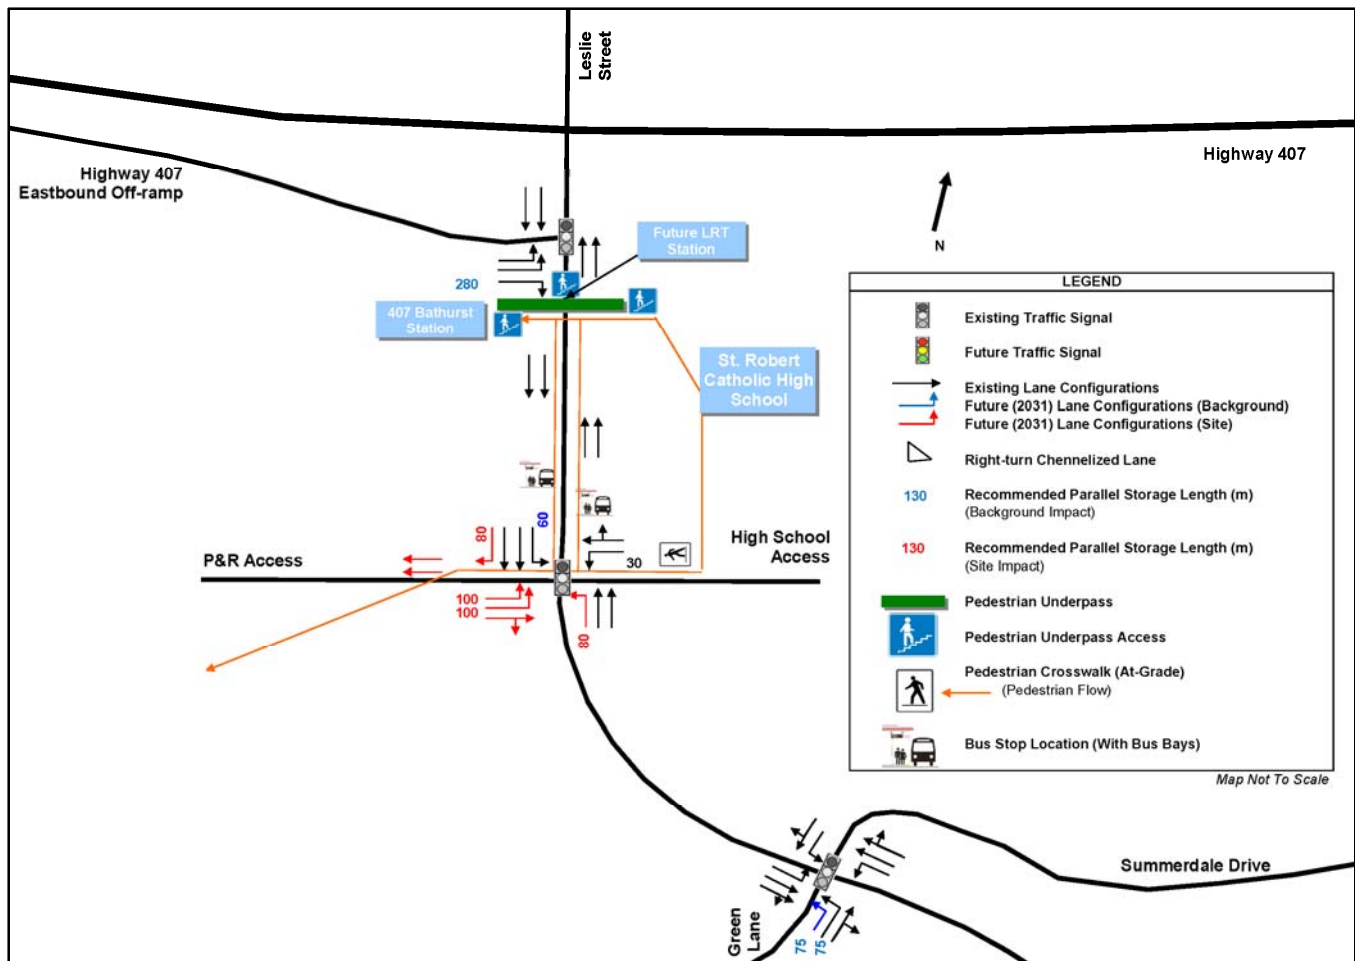 Leslie
Street
Highway 407
Highway 407
Eastbound Off-ramp
Future LRT
Station
N
280
407 Bathurst
Station
St. Robert
Catholic High
School
LEGEND
Existing Traffic Signal
Future Traffic Signal
Existing Lane Configurations
Future (2031) Lane Configurations (Background)
Future (2031) Lane Configurations (Site)
Right-turn Chennelized Lane
130
Recommended Parallel Storage Length (m)
(Background Impact)
130
Recommended Parallel Storage Length (m)
(Site Impact)
Pedestrian Underpass
Pedestrian Underpass Access
Pedestrian Crosswalk (At-Grade)
(Pedestrian Flow)
Bus Stop Location (With Bus Bays)
Map Not To Scale
60
80
P&R Access
High School
Access
30
100
100
80
Summerdale Drive
Green
Lane
75
75